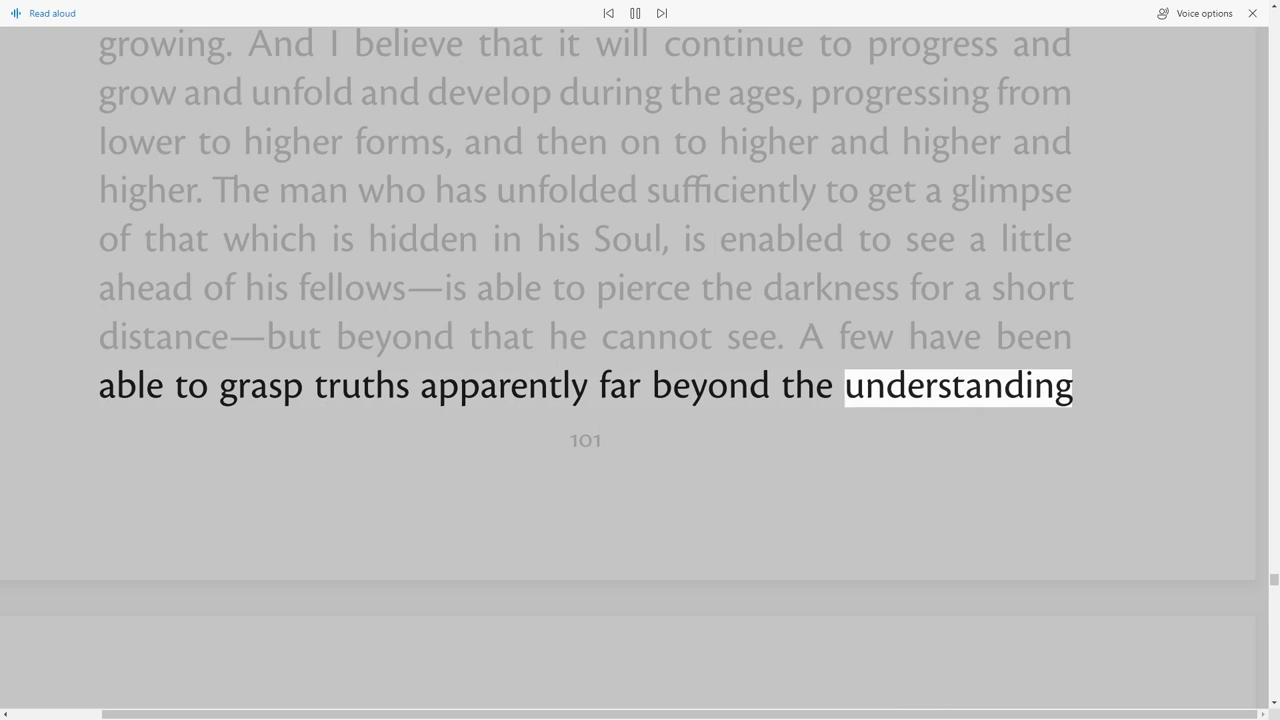 Read aloud
Voice options
growing. And I believe that it will continue to progress and
grow and unfold and develop during the ages, progressing from
lower to higher forms, and then on to higher and higher and
higher. The man who has unfolded sufficiently to get a glimpse
of that which is hidden in his Soul, is enabled to see a little
ahead of his fellows—is able to pierce the darkness for a short
distance—but beyond that he cannot see. A few have been
able to grasp truths apparently far beyond the understanding
101